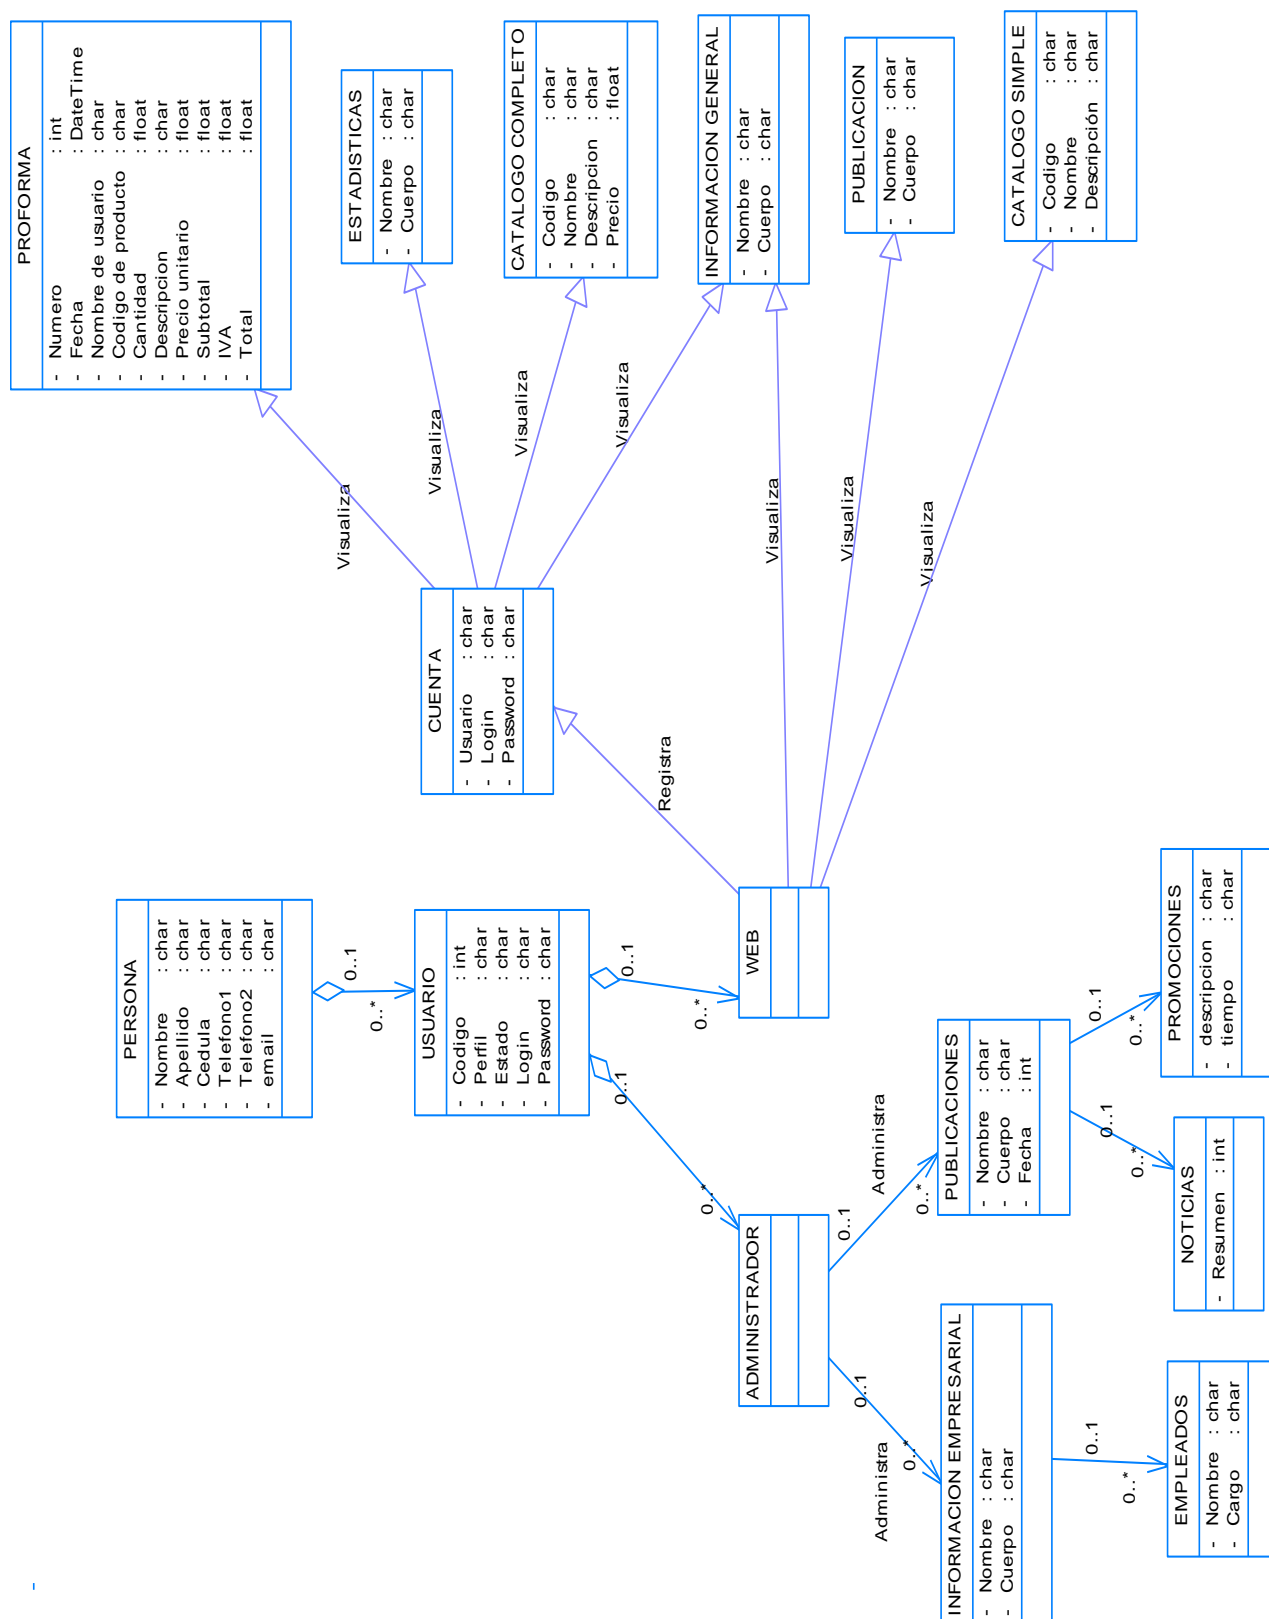 PERSONA
- Nombre : char
- Apellido : char
- Cedula : char
- Telefono1 : char
- Telefono2 : char
- email : char
0..1
0..*
USUARIO
- Codigo : int
- Perfil : char
- Estado : char
- Login : char
- Password : char
0..1
0..*
0..1
0..*
ADMINISTRADOR
WEB
0..1
Administra
0..*
0..1
Administra
0..*
INFORMACION EMPRESARIAL
- Nombre : char
- Cuerpo : char
0..1
0..*
EMPLEADOS
- Nombre : char
- Cargo : char
PUBLICACIONES
- Nombre : char
- Cuerpo : char
- Fecha : int
0..1
0..*
0..1
0..*
NOTICIAS
- Resumen : int
PROMOCIONES
- descripcion : char
- tiempo : char
Registra
CUENTA
- Usuario : char
- Login : char
- Password : char
Visualiza
Visualiza
Visualiza
Visualiza
Visualiza
Visualiza
Visualiza
PROFORMA
- Numero : int
- Fecha : DateTime
- Nombre de usuario : char
- Codigo de producto : char
- Cantidad : float
- Descripcion : char
- Precio unitario : float
- Subtotal : float
- IVA : float
- Total : float
ESTADISTICAS
- Nombre : char
- Cuerpo : char
CATALOGO COMPLETO
- Codigo : char
- Nombre : char
- Descripcion : char
- Precio : float
INFORMACION GENERAL
- Nombre : char
- Cuerpo : char
PUBLICACION
- Nombre : char
- Cuerpo : char
CATALOGO SIMPLE
- Codigo : char
- Nombre : char
- Descripción : char